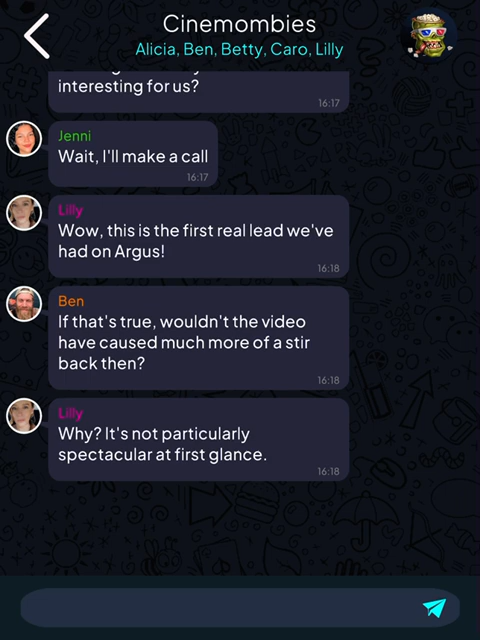 Cinemombies
Alicia, Ben, Betty, Caro, Lilly
interesting for us?
16:17
Jenni
Wait, I'll make a call
16:17
Lilly
Wow, this is the first real lead we've
had on Argus!
16:18
Ben
If that's true, wouldn't the video
have caused much more of a stir
back then?
16:18
Lilly
Why? It's not particularly
spectacular at first glance.
16:18